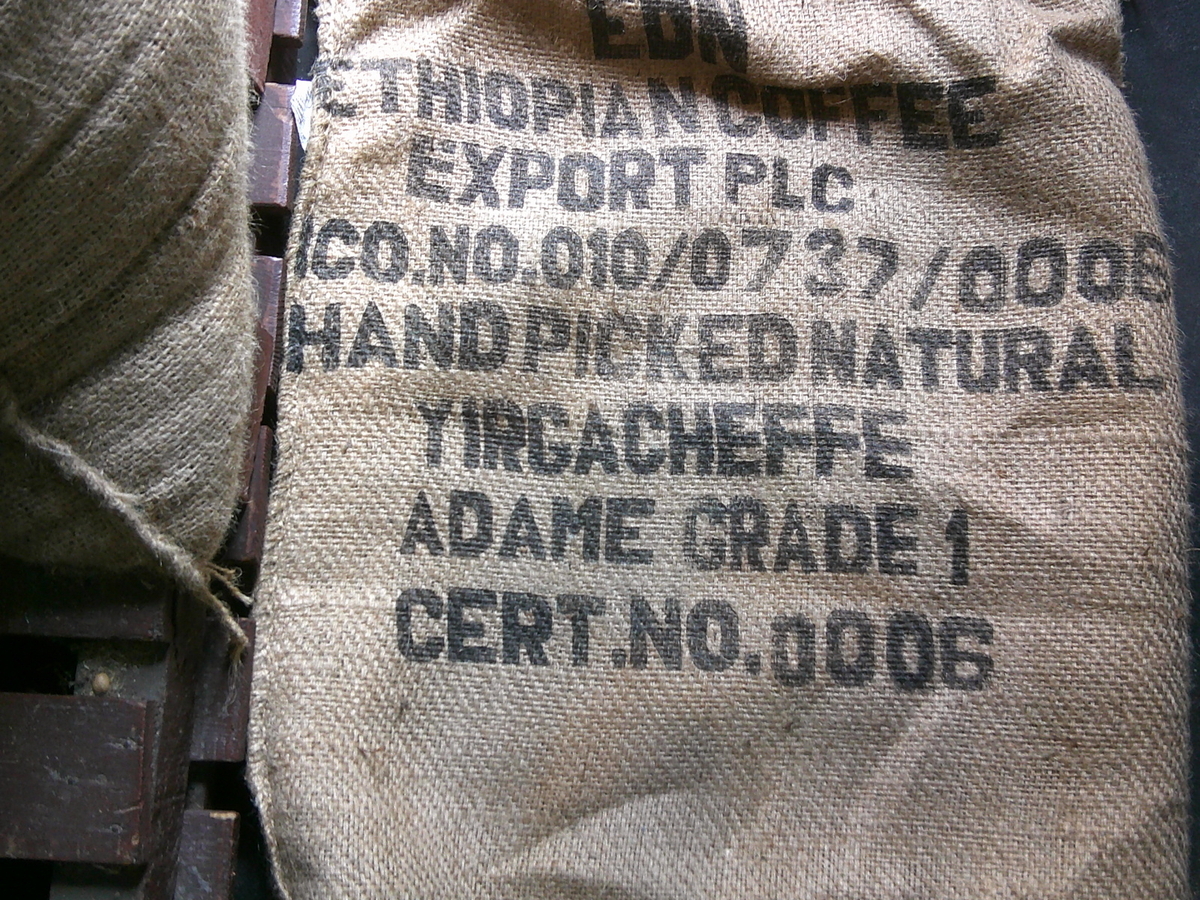 EDN
ETHIOPIAN COFFEE
EXPORT PLC
ICO.NO.010/0737/0006
HAND PICKED NATURAL
YIRGACHEFFE
ADAME GRADE 1
CERT.NO.0006